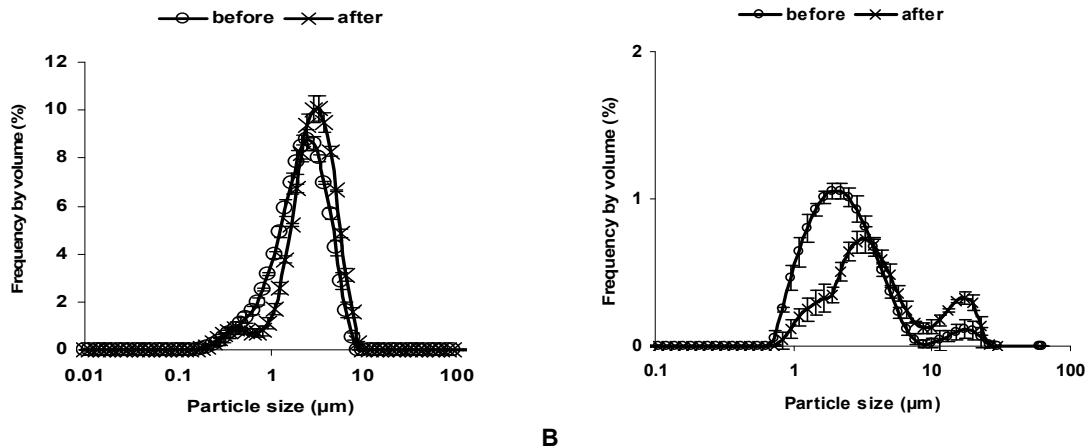 before after
Frequency by volume (%)
12
10
8
6
4
2
0
0.01 0.1 1 10 100
Particle size (µm)
before after
Frequency by volume (%)
2
1
0
0.1 1 10 100
Particle size (µm)
B